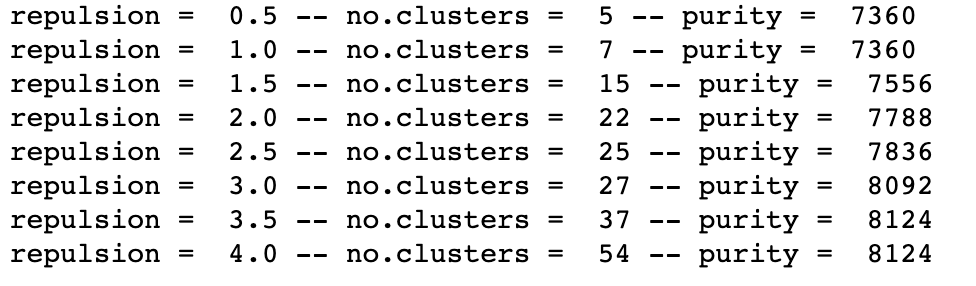 repulsion =  0.5 -- no.clusters =  5 -- purity =  7360
repulsion =  1.0 -- no.clusters =  7 -- purity =  7360
repulsion =  1.5 -- no.clusters =  15 -- purity =  7556
repulsion =  2.0 -- no.clusters =  22 -- purity =  7788
repulsion =  2.5 -- no.clusters =  25 -- purity =  7836
repulsion =  3.0 -- no.clusters =  27 -- purity =  8092
repulsion =  3.5 -- no.clusters =  37 -- purity =  8124
repulsion =  4.0 -- no.clusters =  54 -- purity =  8124